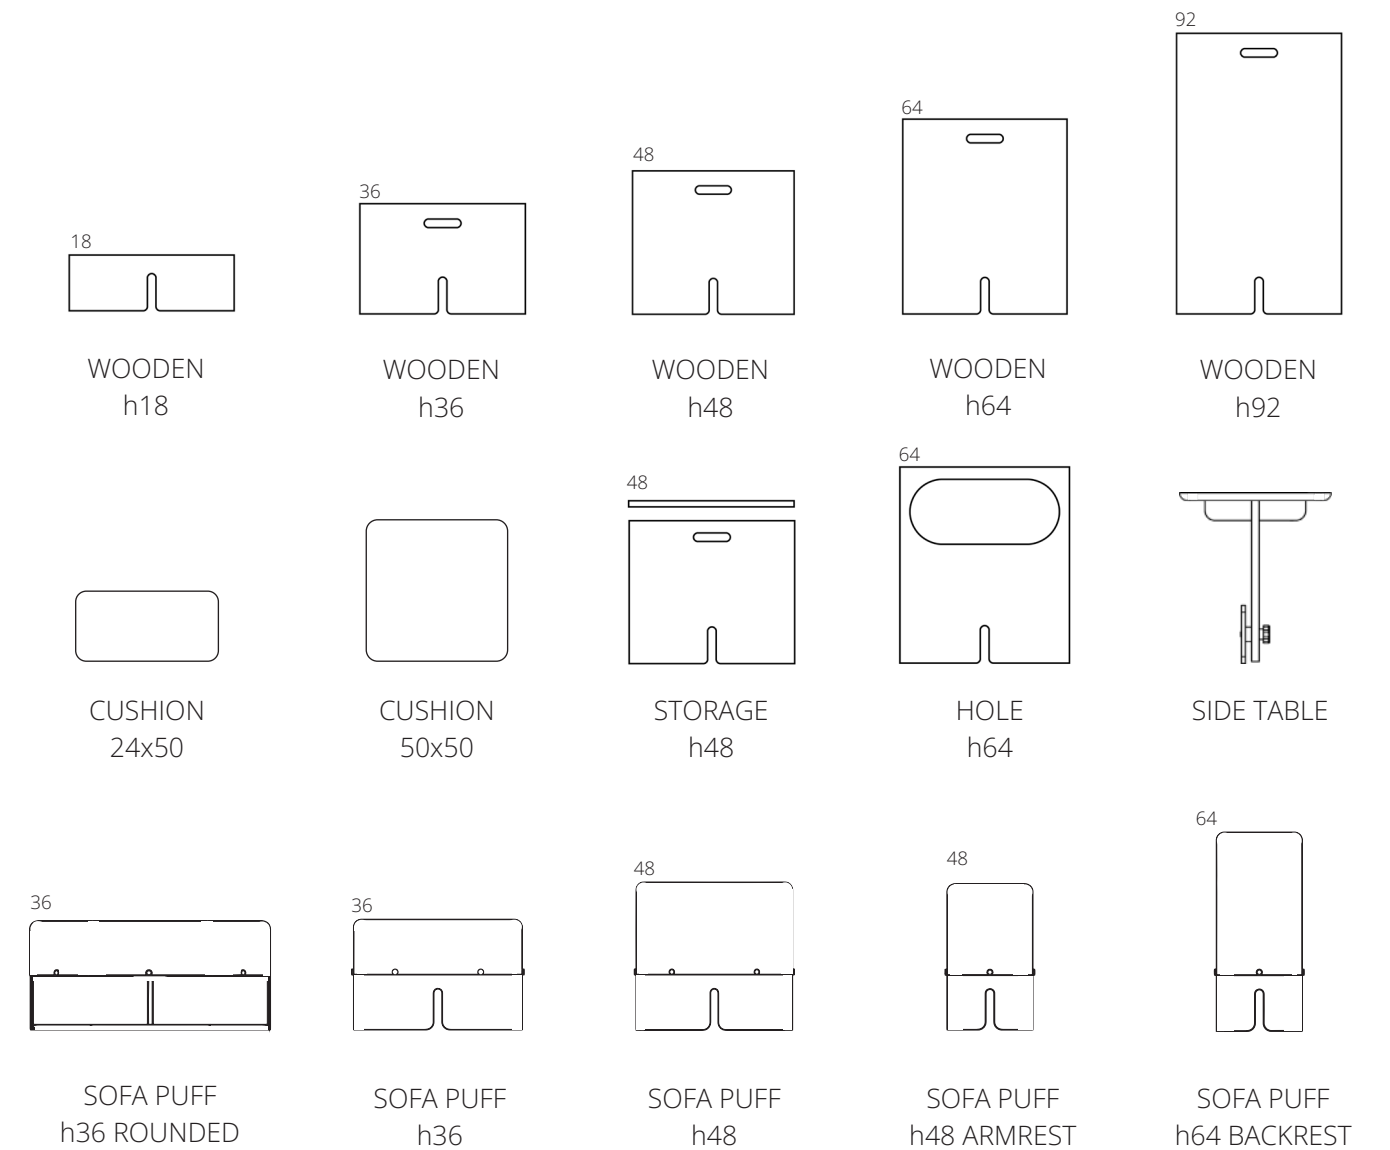 18
36
48
64
92
WOODEN
h18
WOODEN
h36
WOODEN
h48
WOODEN
h64
WOODEN
h92
48
64
CUSHION
24x50
CUSHION
50x50
STORAGE
h48
HOLE
h64
SIDE TABLE
36
36
48
48
64
SOFA PUFF
h36 ROUNDED
SOFA PUFF
h36
SOFA PUFF
h48
SOFA PUFF
h48 ARMREST
SOFA PUFF
h64 BACKREST